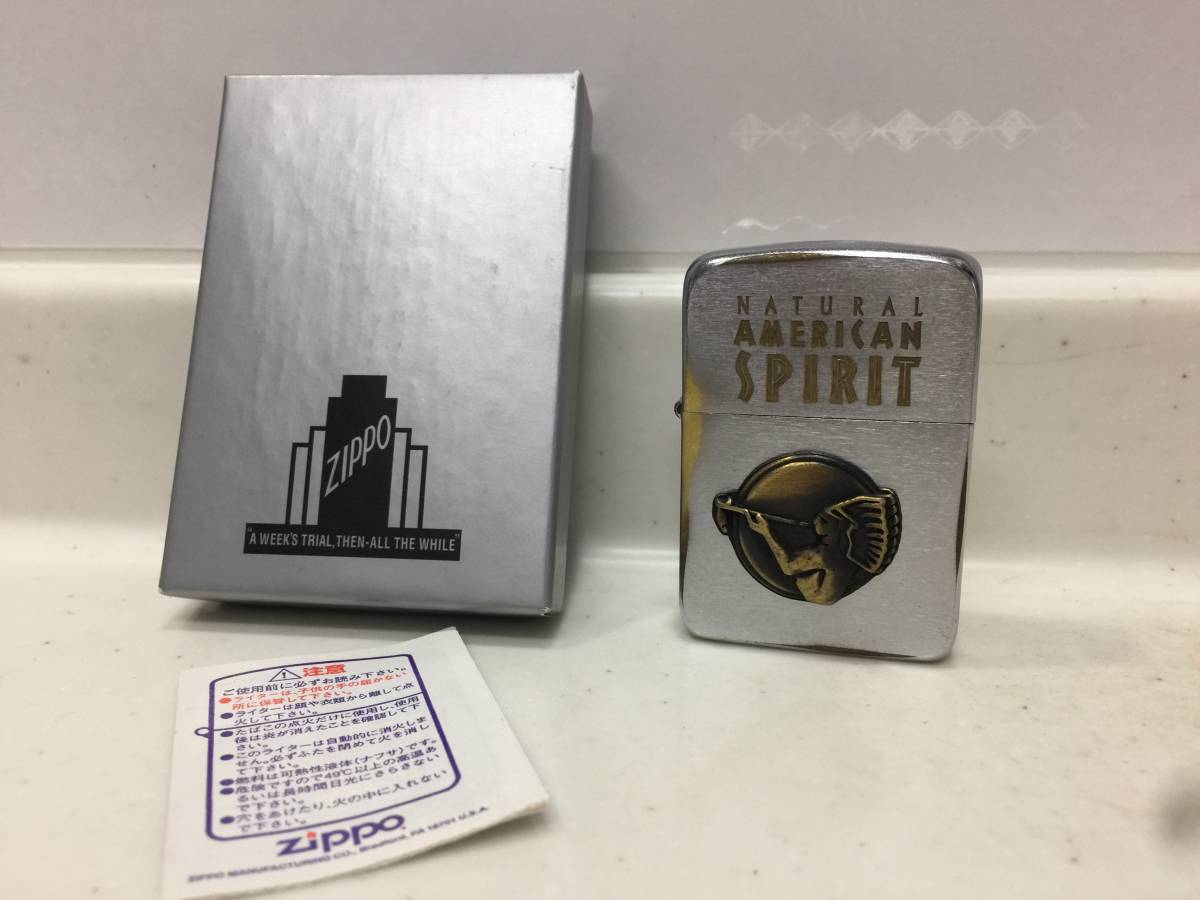 ZIPPO
"A WEEK'S TRIAL, THEN-ALL THE WHILE"
NATURAL
AMERICAN
SPIRIT
注意
ご使用前に必ずお読み下さい。
●ライターは、子供の手の届かない
所に保管して下さい。
●ライターは顔や衣類から離して点
火して下さい。
●たばこの点火だけに使用し、使用
後は炎が消えたことを確認して下
さい。
●このライターは自動的に消火しま
せん。必ずふたを閉めて火を消し
て下さい。
●燃料は可熱性液体(ナフサ)です。
●危険ですので49℃以上の高温あ
るいは長時間日光にさらさない
で下さい。
●穴をあけたり、火の中に入れない
で下さい。
zippo
ZIPPO MANUFACTURING CO., Bradford, PA 16701 U.S.A.